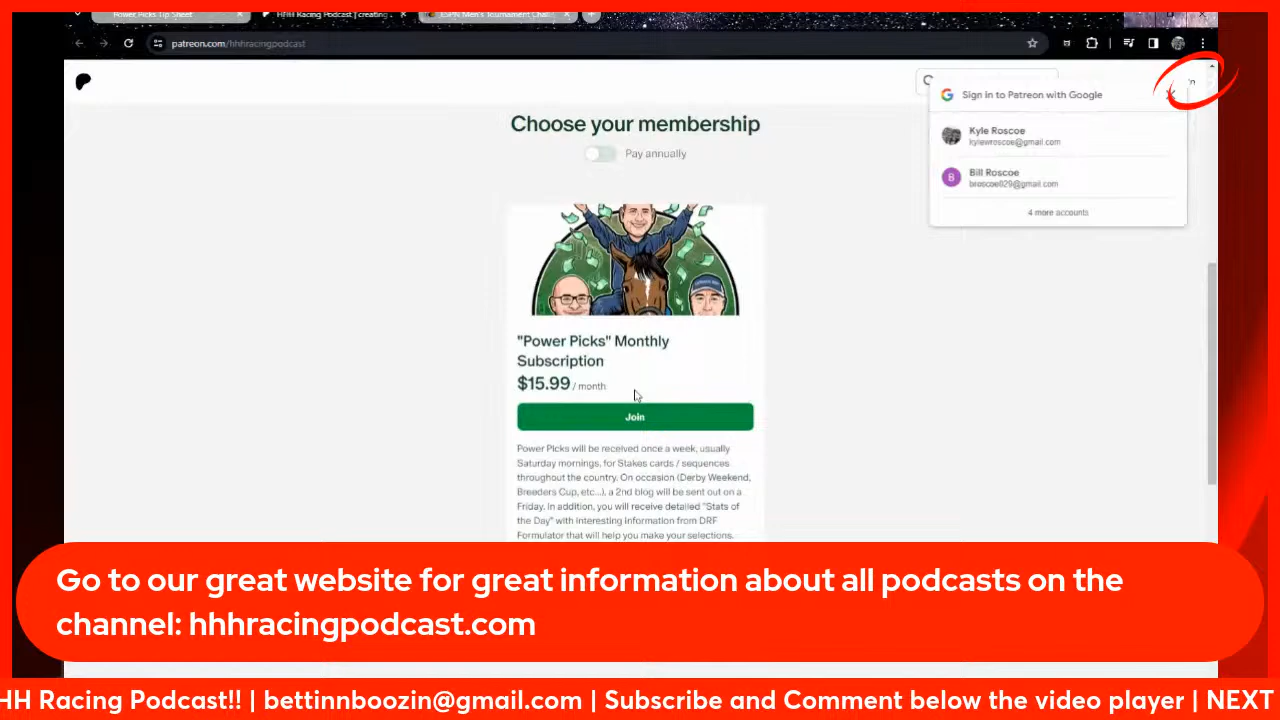 Power Picks Tip Sheet
HHH Racing Podcast | creating
ESPN Men's Tournament Chal
patreon.com/hhhracingpodcast
Sign in to Patreon with Google
Kyle Roscoe
kylewroscoe@gmail.com
Bill Roscoe
broscoe029@gmail.com
4 more accounts
Choose your membership
Pay annually
"Power Picks" Monthly
Subscription
$15.99 / month
Join
Power Picks will be received once a week, usually
Saturday mornings, for Stakes cards / sequences
throughout the country. On occasion (Derby Weekend,
Breeders Cup, etc...), a 2nd blog will be sent out on a
Friday. In addition, you will receive detailed "Stats of
the Day" with interesting information from DRF
Formulator that will help you make your selections.
Go to our great website for great information about all podcasts on the
channel: hhhracingpodcast.com
HH Racing Podcast!! | bettinnboozin@gmail.com | Subscribe and Comment below the video player | NEXT